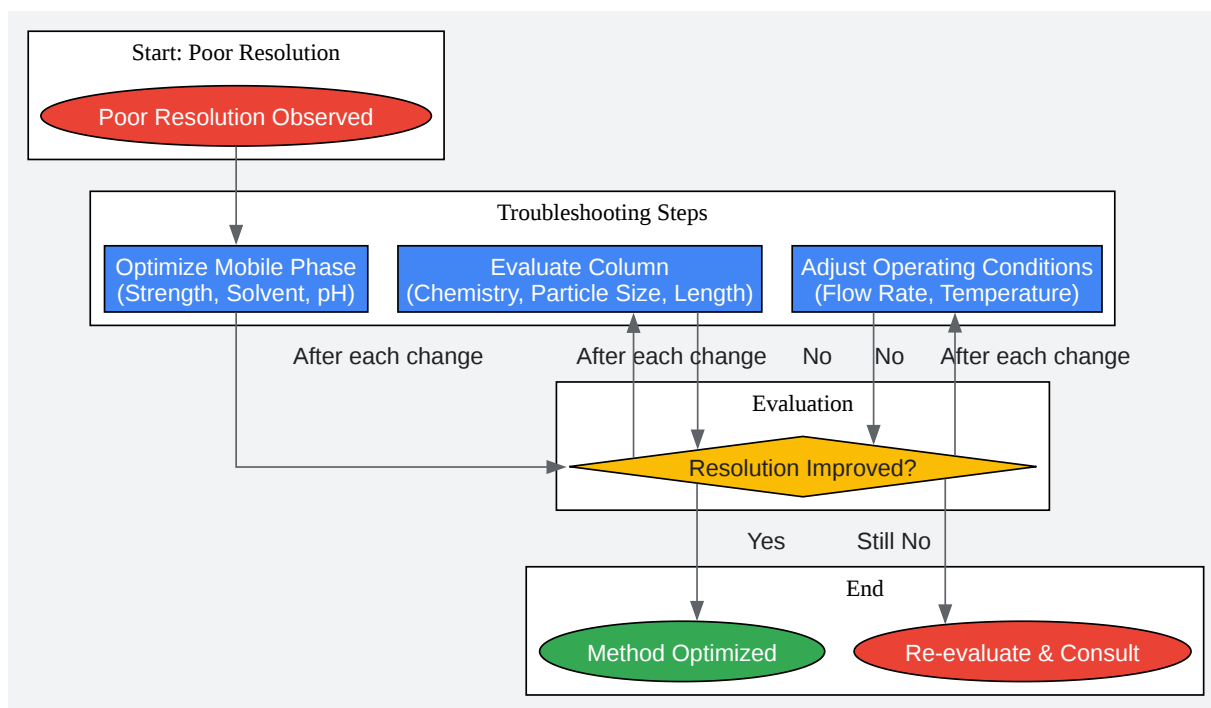 Start: Poor Resolution
Poor Resolution Observed
Troubleshooting Steps
Optimize Mobile Phase
(Strength, Solvent, pH)
Evaluate Column
(Chemistry, Particle Size, Length)
Adjust Operating Conditions
(Flow Rate, Temperature)
After each change
After each change
No
No
After each change
Evaluation
Resolution Improved?
Yes
Still No
End
Method Optimized
Re-evaluate & Consult